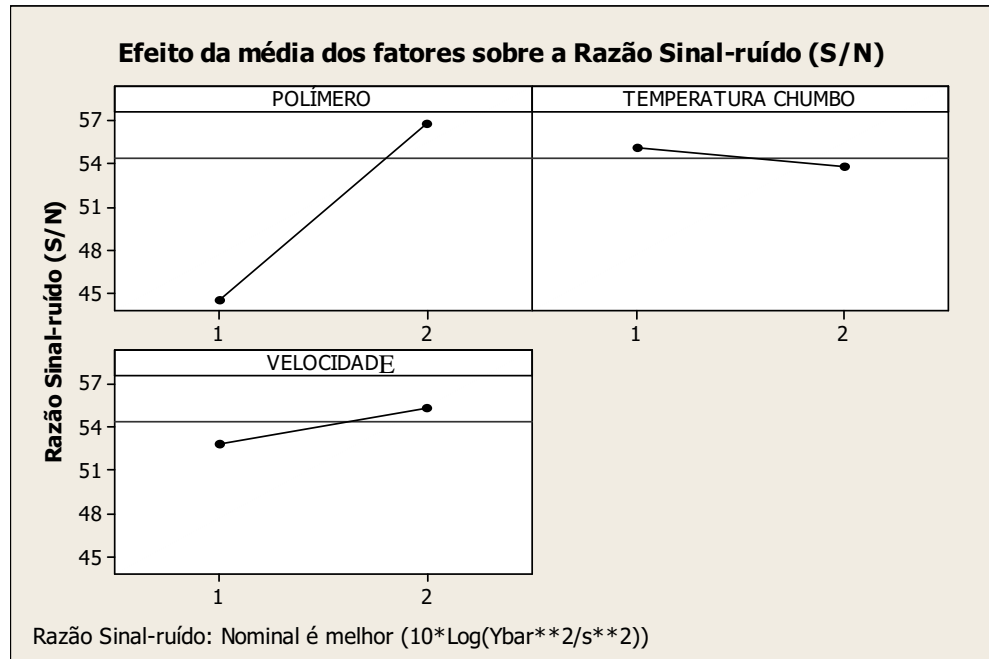 Efeito da média dos fatores sobre a Razão Sinal-ruído (S/N)
POLÍMERO
TEMPERATURA CHUMBO
57
54
51
48
45
1
2
1
2
Razão Sinal-ruído (S/N)
VELOCIDADE
57
54
51
48
45
1
2
Razão Sinal-ruído: Nominal é melhor (10*Log(Ybar**2/s**2))